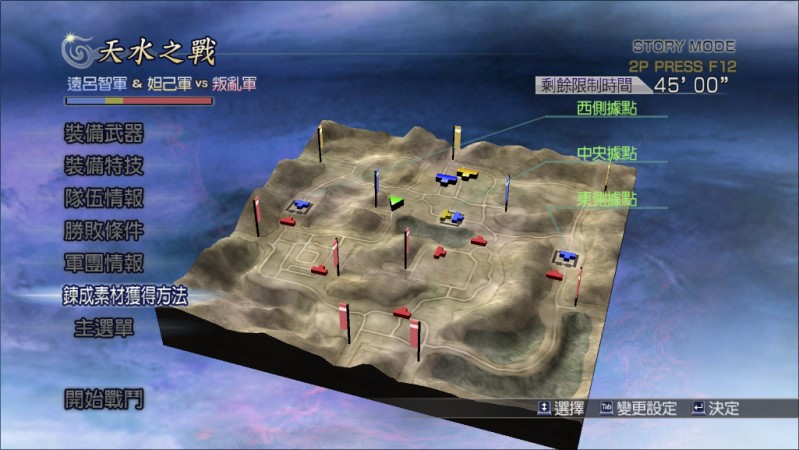 天水之戰
STORY MODE
2P PRESS F12
遠呂智軍 & 妲己軍 vs 叛亂軍
剩餘限制時間 45' 00"
西側據點
中央據點
東側據點
裝備武器
裝備特技
隊伍情報
勝敗條件
軍團情報
鍊成素材獲得方法
主選單
開始戰鬥
選擇 Tab 變更設定 決定